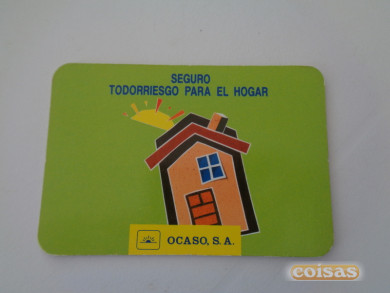 SEGURO
TODORRIESGO PARA EL HOGAR
OCASO, S. A.
coisas